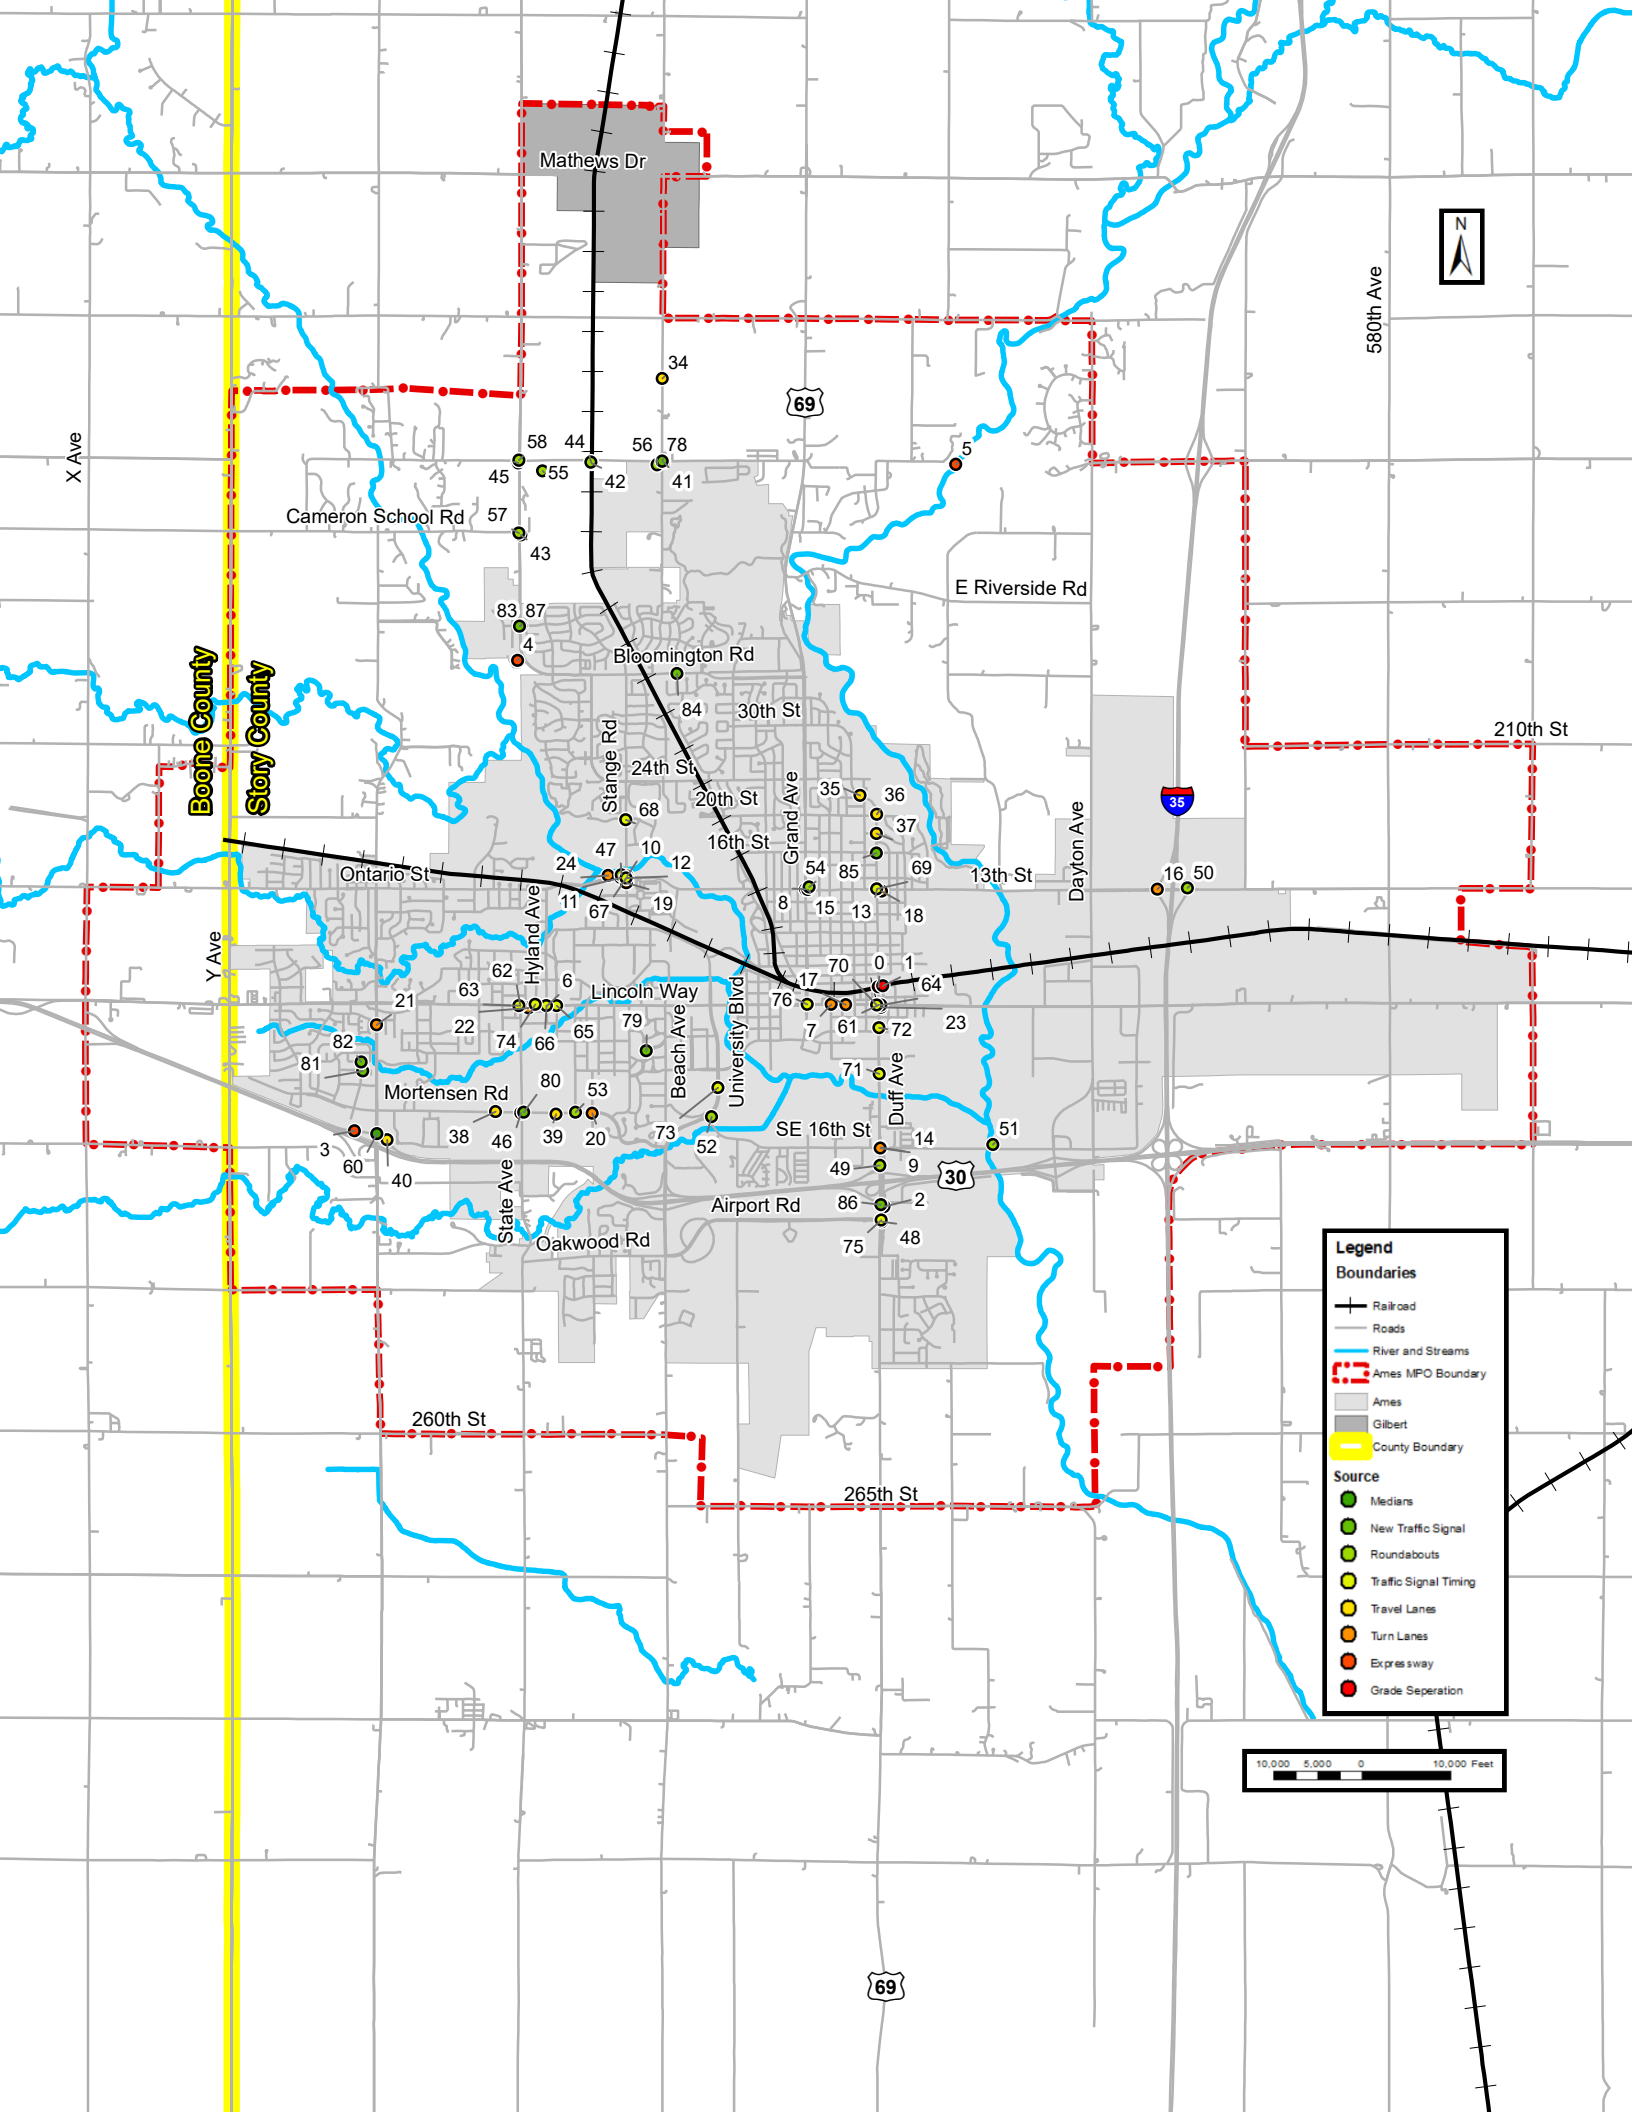 Mathews Dr
N
580th Ave
34
69
X Ave
58
44
56
78
5
45
55
42
41
Cameron School Rd
57
43
E Riverside Rd
83
87
4
Bloomington Rd
Boone County
Story County
84
30th St
Stange Rd
210th St
24th St
Grand Ave
35
36
20th St
Dayton Ave
35
68
37
16th St
47
10
24
12
54
85
69
13th St
16
50
Ontario St
Hyland Ave
11
67
19
8
15
13
18
Y Ave
62
6
70
0
1
17
63
Lincoln Way
64
21
76
22
79
7
61
23
74
66
65
72
82
Beach Ave
University Blvd
81
71
Duff Ave
Mortensen Rd
80
53
38
46
39
20
73
52
SE 16th St
14
51
3
60
49
9
40
30
State Ave
Airport Rd
86
2
Oakwood Rd
75
48
Legend
Boundaries
Railroad
Roads
River and Streams
Ames MPO Boundary
Ames
Gilbert
County Boundary
Source
Medians
New Traffic Signal
Roundabouts
Traffic Signal Timing
Travel Lanes
Turn Lanes
Expressway
Grade Seperation
260th St
265th St
10,000 5,000 0 10,000 Feet
69